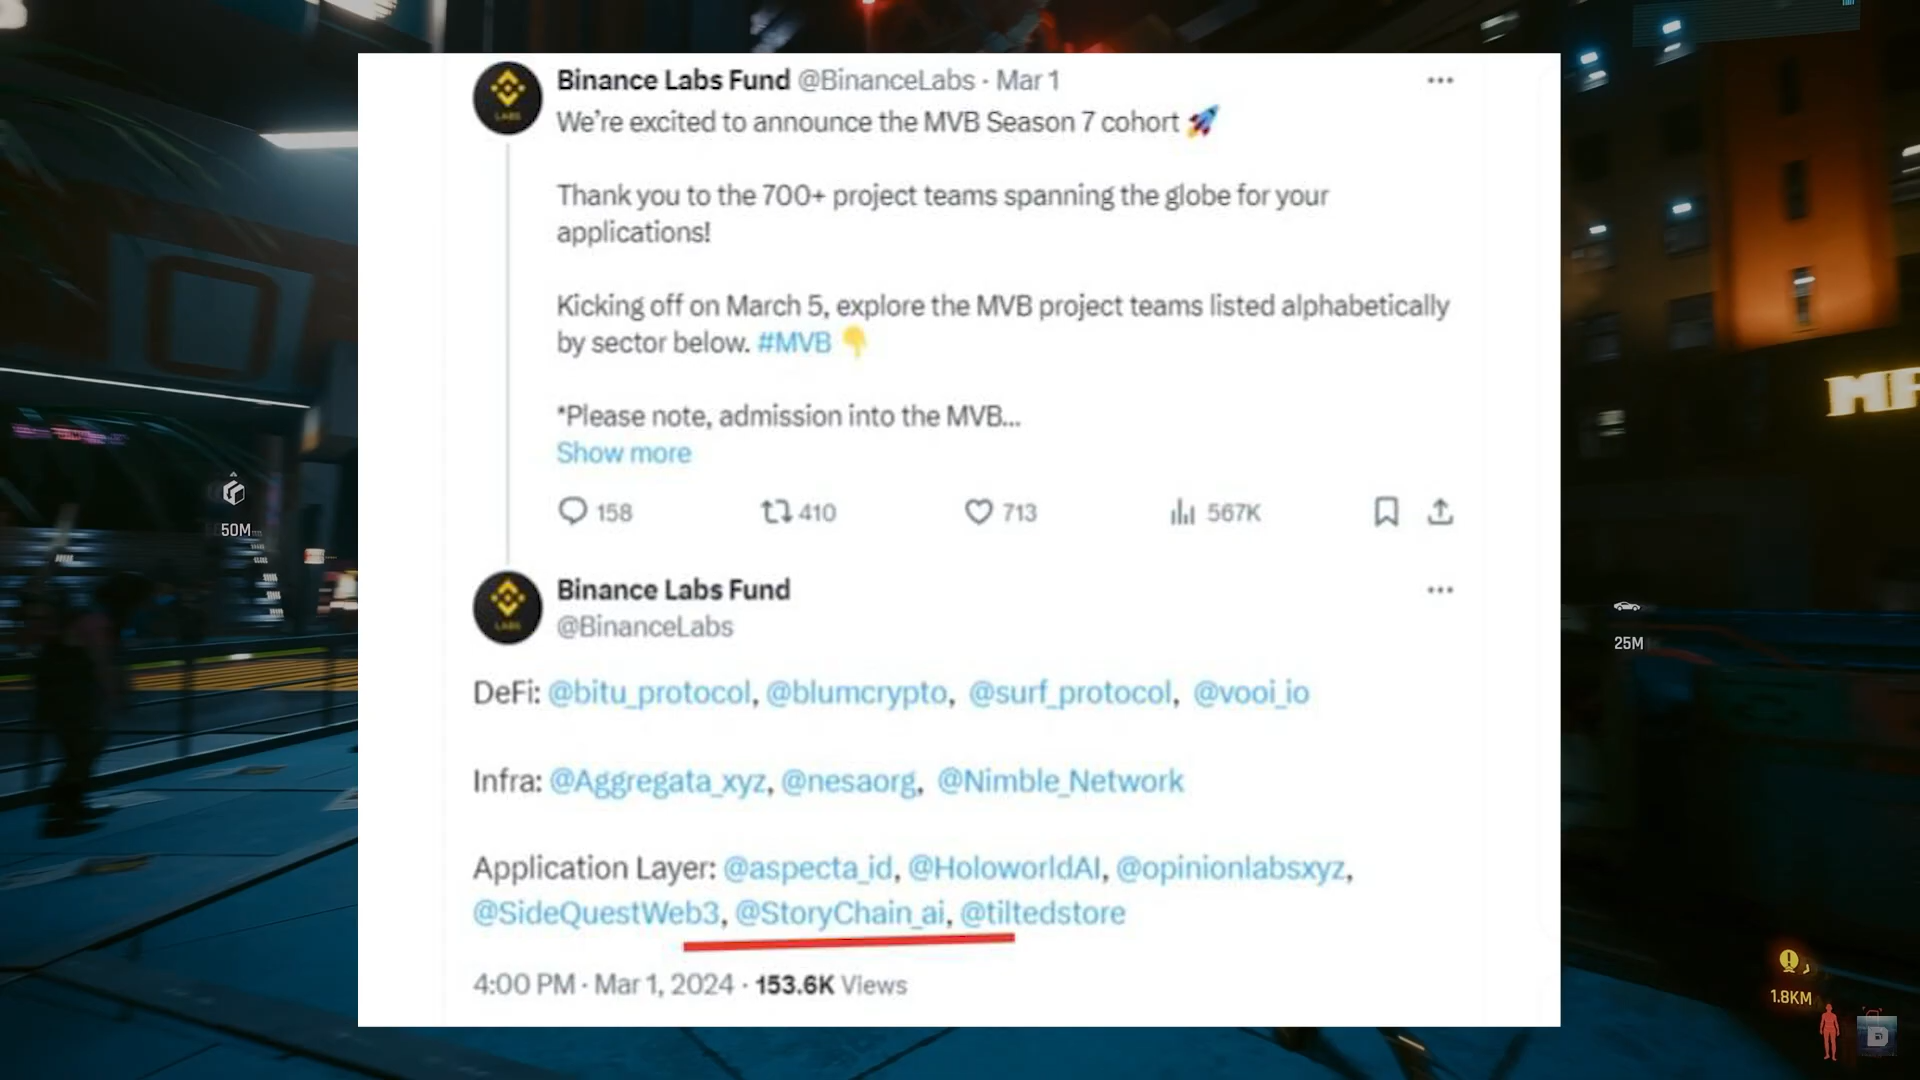 Binance Labs Fund @BinanceLabs · Mar 1
We're excited to announce the MVB Season 7 cohort 🚀
Thank you to the 700+ project teams spanning the globe for your
applications!
Kicking off on March 5, explore the MVB project teams listed alphabetically
by sector below. #MVB 👇
*Please note, admission into the MVB...
Show more
158 410 713 567K
Binance Labs Fund
@BinanceLabs
DeFi: @bitu_protocol, @blumcrypto, @surf_protocol, @vooi_io
Infra: @Aggregata_xyz, @nesaorg, @Nimble_Network
Application Layer: @aspecta_id, @HoloworldAI, @opinionlabsxyz,
@SideQuestWeb3, @StoryChain_ai, @tiltedstore
4:00 PM · Mar 1, 2024 · 153.6K Views
50M
25M
1.8KM
LABS
LABS
D